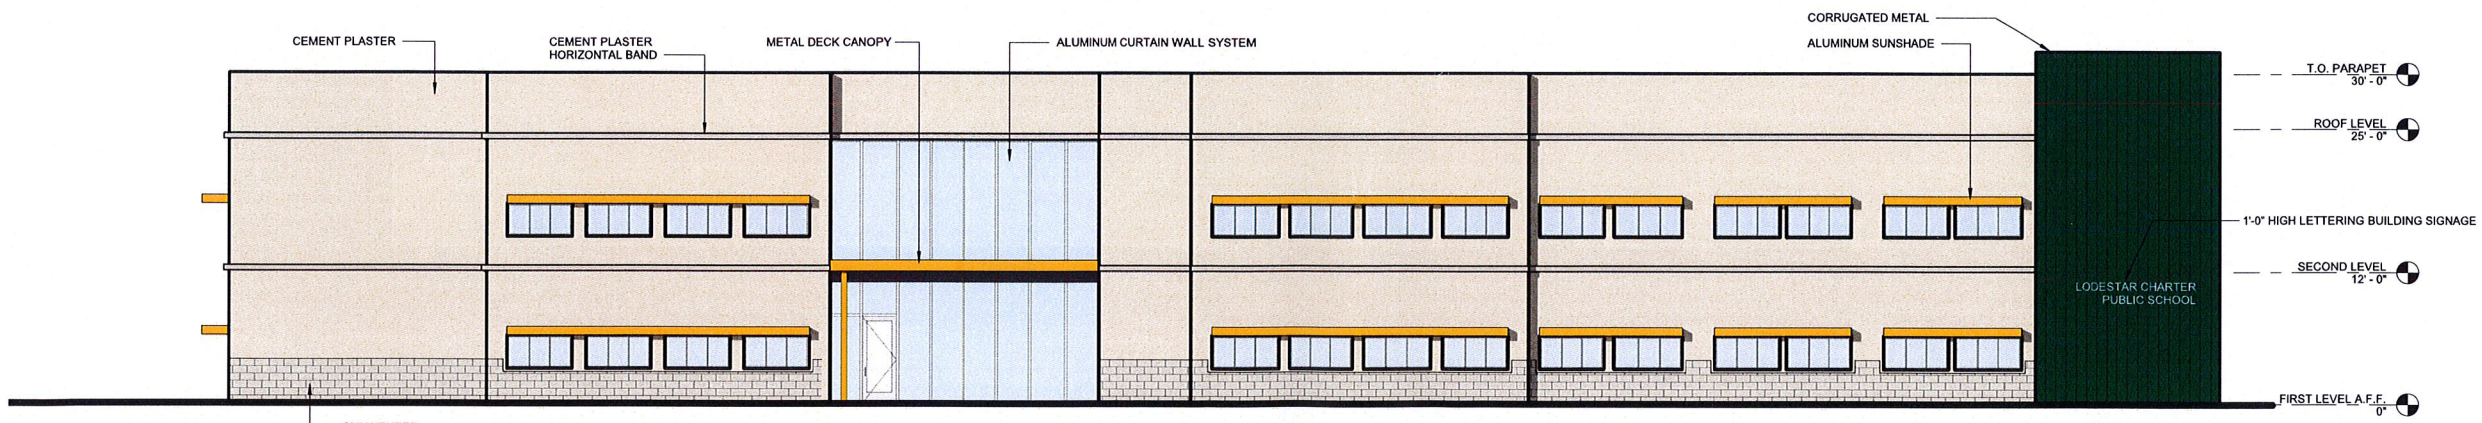 CORRUGATED METAL
CEMENT PLASTER
CEMENT PLASTER
HORIZONTAL BAND
METAL DECK CANOPY
ALUMINUM CURTAIN WALL SYSTEM
ALUMINUM SUNSHADE
T.O. PARAPET
30' - 0"
ROOF LEVEL
25' - 0"
1'-0" HIGH LETTERING BUILDING SIGNAGE
SECOND LEVEL
12' - 0"
LODESTAR CHARTER
PUBLIC SCHOOL
FIRST LEVEL A.F.F.
0"